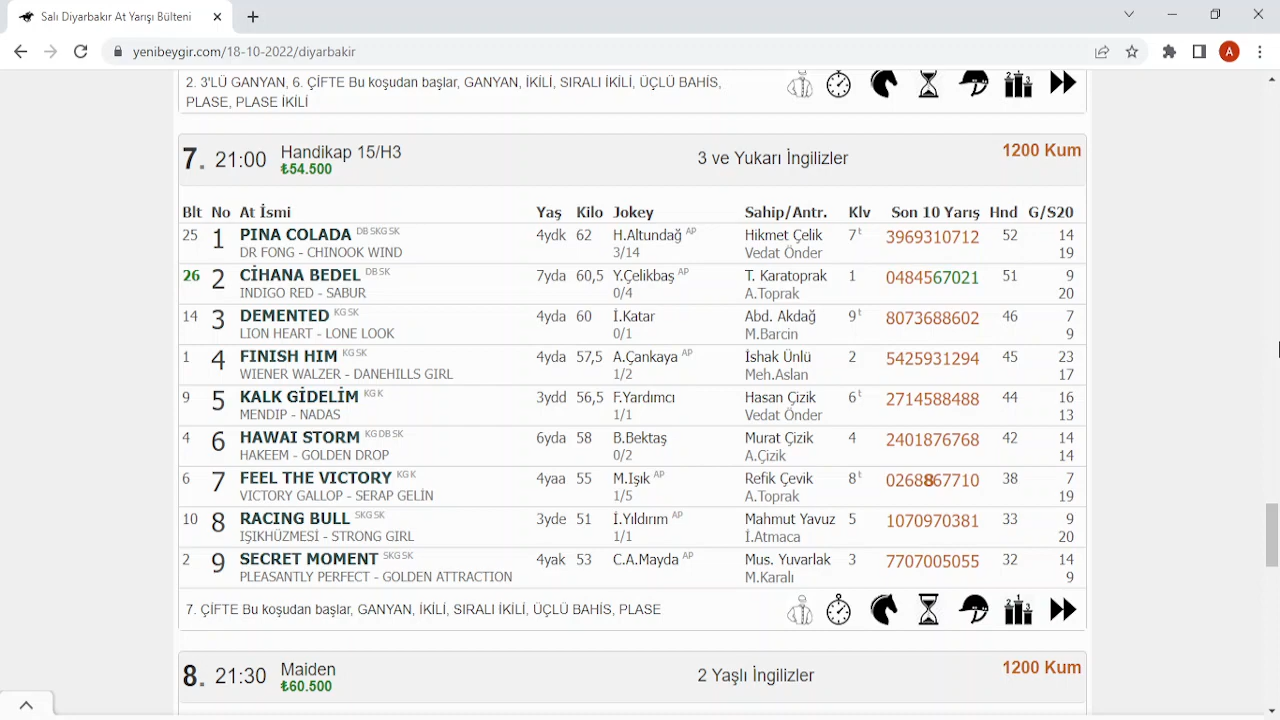 Salı Diyarbakır At Yarışı Bülteni
yenibeygir.com/18-10-2022/diyarbakir
A
2. 3'LÜ GANYAN, 6. ÇİFTE Bu koşudan başlar, GANYAN, İKİLİ, SIRALI İKİLİ, ÜÇLÜ BAHİS,
PLASE, PLASE İKİLİ
7. 21:00 Handikap 15/H3 3 ve Yukarı İngilizler 1200 Kum
₺54.500
Blt No At İsmi Yaş Kilo Jokey Sahip/Antr. Klv Son 10 Yarış Hnd G/S20
25 1 PINA COLADA DB SKG SK 4ydk 62 H.Altundağ AP Hikmet Çelik 7 t 3969310712 52 14
DR FONG - CHINOOK WIND 3/14 Vedat Önder 19
26 2 CİHANA BEDEL DB SK 7yda 60,5 Y.Çelikbaş AP T. Karatoprak 1 0484567021 51 9
INDIGO RED - SABUR 0/4 A.Toprak 20
14 3 DEMENTED KG SK 4yda 60 İ.Katar Abd. Akdağ 9 t 8073688602 46 7
LION HEART - LONE LOOK 0/1 M.Barcin 9
1 4 FINISH HIM KG SK 4yda 57,5 A.Çankaya AP İshak Ünlü 2 5425931294 45 23
WIENER WALZER - DANEHILLS GIRL 1/2 Meh.Aslan 17
9 5 KALK GİDELİM KG K 3ydd 56,5 F.Yardımcı Hasan Çizik 6 t 2714588488 44 16
MENDIP - NADAS 1/1 Vedat Önder 13
4 6 HAWAI STORM KG DB SK 6yda 58 B.Bektaş Murat Çizik 4 2401876768 42 14
HAKEEM - GOLDEN DROP 0/2 A.Çizik 14
6 7 FEEL THE VICTORY KG K 4yaa 55 M.Işık AP Refik Çevik 8 t 0268867710 38 7
VICTORY GALLOP - SERAP GELİN 1/5 A.Toprak 19
10 8 RACING BULL SKG SK 3yde 51 İ.Yıldırım AP Mahmut Yavuz 5 1070970381 33 9
IŞIKHÜZMESİ - STRONG GIRL 1/1 İ.Atmaca 20
2 9 SECRET MOMENT SKG SK 4yak 53 C.A.Mayda AP Mus. Yuvarlak 3 7707005055 32 14
PLEASANTLY PERFECT - GOLDEN ATTRACTION M.Karalı 9
7. ÇİFTE Bu koşudan başlar, GANYAN, İKİLİ, SIRALI İKİLİ, ÜÇLÜ BAHİS, PLASE
8. 21:30 Maiden 2 Yaşlı İngilizler 1200 Kum
₺60.500